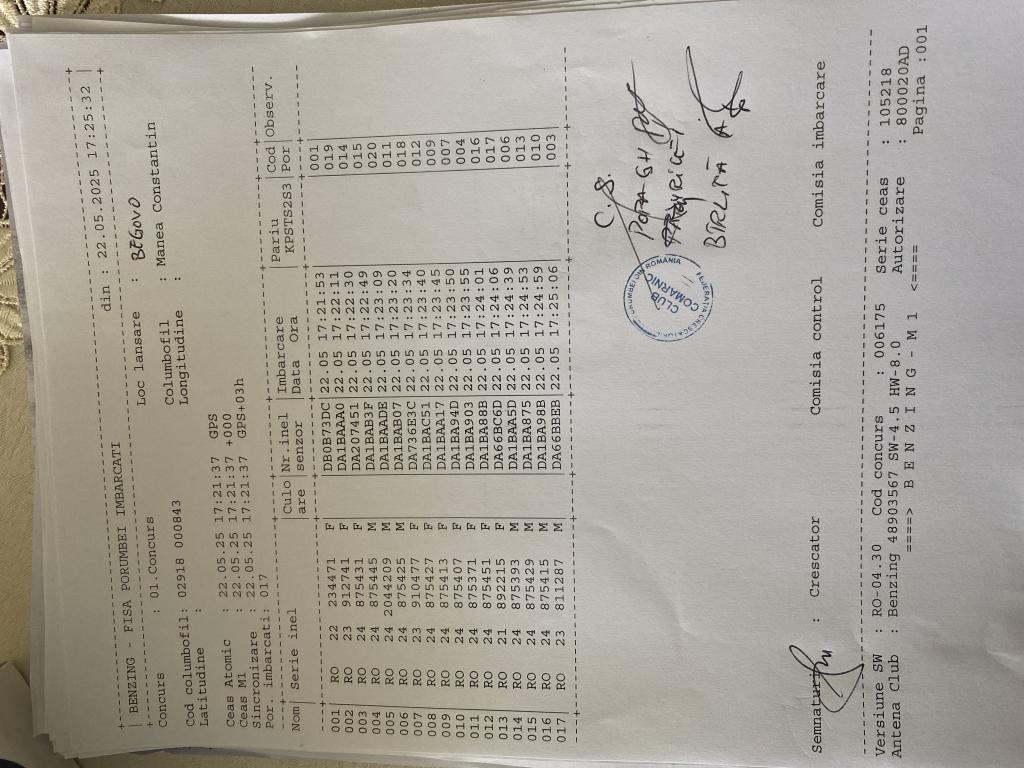 BENZING - FISA PORUMBEI IMBARCATI din : 22.05.2025 17:25:32
Concurs : 01.Concurs Loc lansare : BEGOVO
Cod columbofil: 02918 000843 Columbofil : Manea Constantin
Latitudine : Longitudine :
Ceas Atomic : 22.05.25 17:21:37 GPS
Ceas M1 : 22.05.25 17:21:37 +000
Sincronizare : 22.05.25 17:21:37 GPS+03h
Por. imbarcati: 017
Nom Serie inel Culo Nr.inel Imbarcare Pariu Cod Observ.
are senzor Data Ora KPSTS2S3 Por
001 RO 22 234471 F DB0B73DC 22.05 17:21:53 001
002 RO 23 912741 F DA1BAAA0 22.05 17:22:11 019
003 RO 24 875431 F DA207451 22.05 17:22:30 014
004 RO 24 875445 M DA1BAB3F 22.05 17:22:49 015
005 RO 24 2044209 M DA1BAADE 22.05 17:23:09 020
006 RO 24 875425 M DA1BAB07 22.05 17:23:20 011
007 RO 23 910477 F DA736E3C 22.05 17:23:34 018
008 RO 24 875427 F DA1BAC51 22.05 17:23:40 012
009 RO 24 875413 F DA1BAA17 22.05 17:23:45 009
010 RO 24 875407 F DA1BA94D 22.05 17:23:50 007
011 RO 24 875371 F DA1BA903 22.05 17:23:55 004
012 RO 24 875451 F DA1BA88B 22.05 17:24:01 016
013 RO 21 892215 F DA66BC6D 22.05 17:24:06 017
014 RO 24 875393 M DA1BAA5D 22.05 17:24:39 006
015 RO 24 875429 M DA1BA875 22.05 17:24:53 013
016 RO 24 875415 M DA1BA98B 22.05 17:24:59 010
017 RO 23 811287 M DA66BBEB 22.05 17:25:06 003
CLUB
COMARNIC
POPA GH
BIRLITĂ A
Semnaturi : Crescator Comisia control Comisia imbarcare
Versiune SW : RO-04.30 Cod concurs : 006175 Serie ceas : 105218
Antena Club : Benzing 48903567 SW-4.5 HW-8.0 Autorizare : 800020AD
====> B E N Z I N G - M 1 <==== Pagina :001